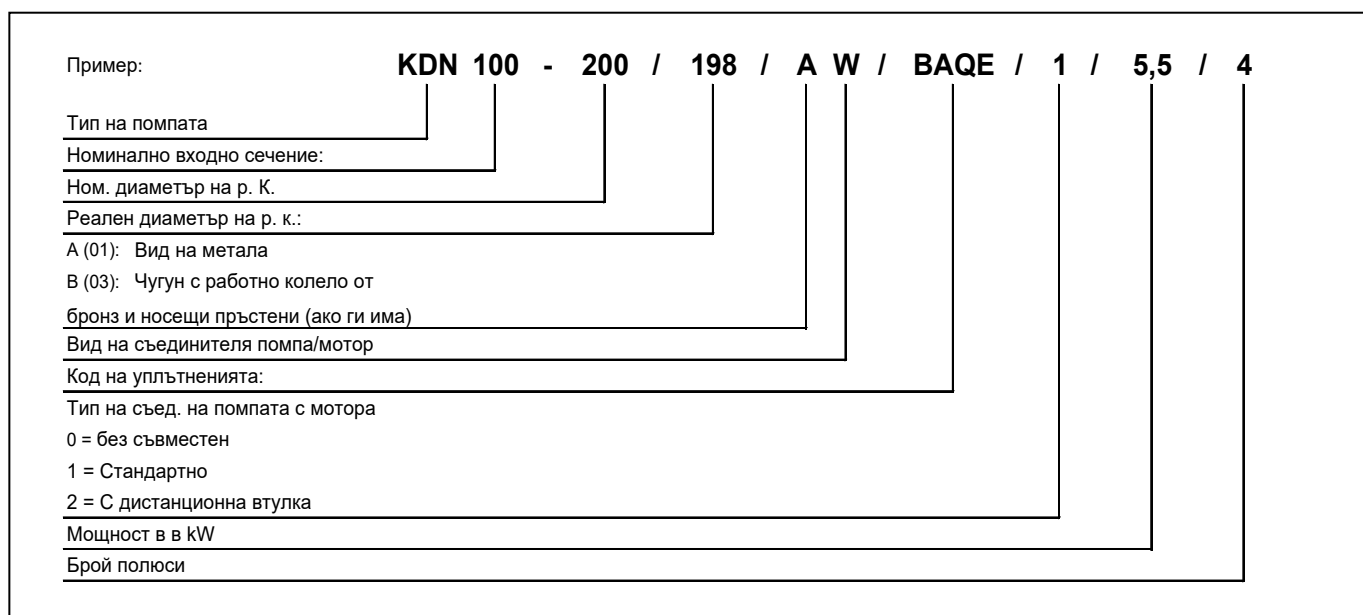 Пример: KDN 100 - 200 / 198 / A W / BAQE / 1 / 5,5 / 4
Тип на помпата
Номинално входно сечение:
Ном. диаметър на р. К.
Реален диаметър на р. к.:
A (01): Вид на метала
B (03): Чугун с работно колело от
бронз и носещи пръстени (ако ги има)
Вид на съединителя помпа/мотор
Код на уплътненията:
Тип на съед. на помпата с мотора
0 = без съвместен
1 = Стандартно
2 = С дистанционна втулка
Мощност в в kW
Брой полюси